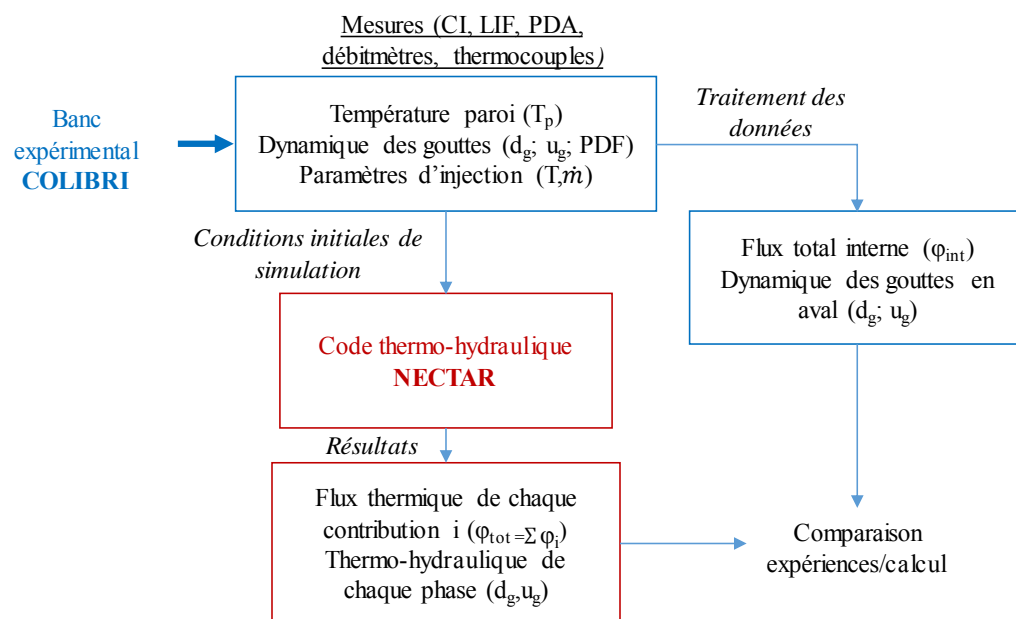 Mesures (CI, LIF, PDA,
débitmètres, thermocouples)
Banc
expérimental
COLIBRI
Température paroi (Tp)
Dynamique des gouttes (dg; ug; PDF)
Paramètres d'injection (T,ṁ)
Traitement des
données
Conditions initiales de
simulation
Flux total interne (φint)
Dynamique des gouttes en
aval (dg; ug)
Code thermo-hydraulique
NECTAR
Résultats
Flux thermique de chaque
contribution i (φtot =Σ φi)
Thermo-hydraulique de
chaque phase (dg,ug)
Comparaison
expériences/calcul